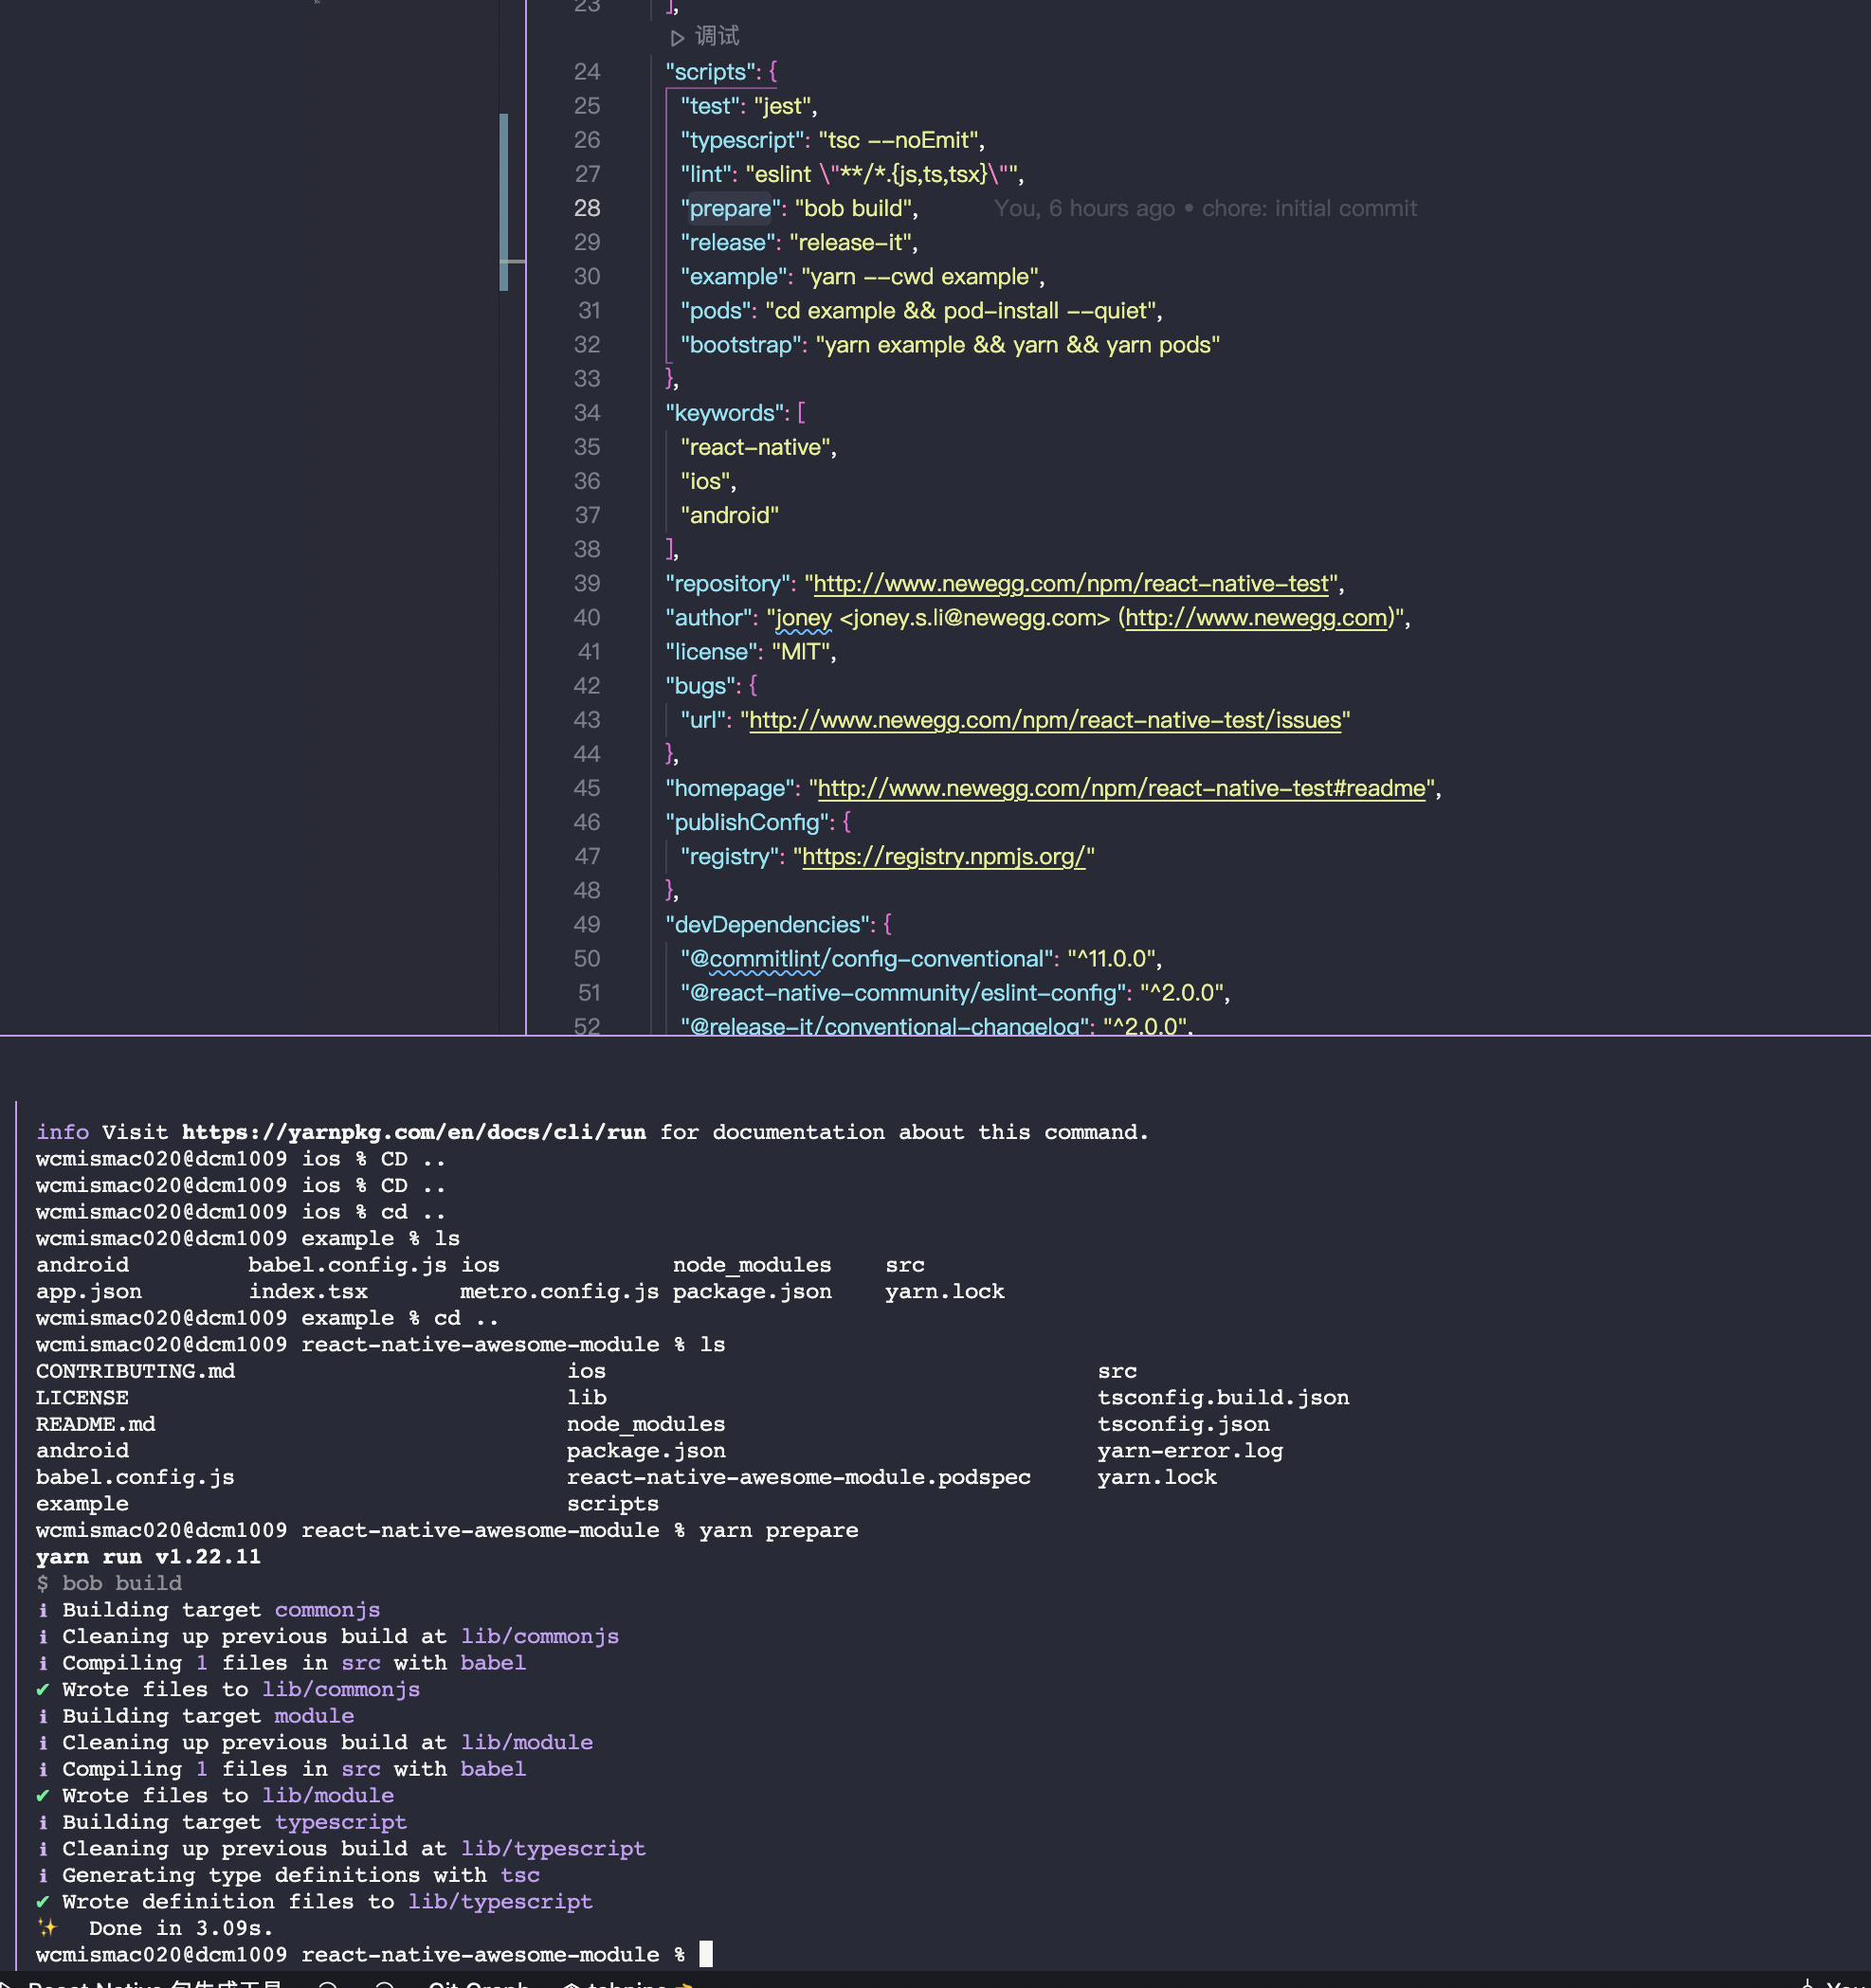 23 ],
调试
24 "scripts": {
25 "test": "jest",
26 "typescript": "tsc --noEmit",
27 "lint": "eslint \"**/*.{js,ts,tsx}\"",
28 "prepare": "bob build", You, 6 hours ago • chore: initial commit
29 "release": "release-it",
30 "example": "yarn --cwd example",
31 "pods": "cd example && pod-install --quiet",
32 "bootstrap": "yarn example && yarn && yarn pods"
33 },
34 "keywords": [
35 "react-native",
36 "ios",
37 "android"
38 ],
39 "repository": "http://www.newegg.com/npm/react-native-test",
40 "author": "joney <joney.s.li@newegg.com> (http://www.newegg.com)",
41 "license": "MIT",
42 "bugs": {
43 "url": "http://www.newegg.com/npm/react-native-test/issues"
44 },
45 "homepage": "http://www.newegg.com/npm/react-native-test#readme",
46 "publishConfig": {
47 "registry": "https://registry.npmjs.org/"
48 },
49 "devDependencies": {
50 "@commitlint/config-conventional": "^11.0.0",
51 "@react-native-community/eslint-config": "^2.0.0",
52 "@release-it/conventional-changelog": "^2.0.0",
info Visit https://yarnpkg.com/en/docs/cli/run for documentation about this command.
wcmismac020@dcm1009 ios % CD ..
wcmismac020@dcm1009 ios % CD ..
wcmismac020@dcm1009 ios % cd ..
wcmismac020@dcm1009 example % ls
android babel.config.js ios node_modules src
app.json index.tsx metro.config.js package.json yarn.lock
wcmismac020@dcm1009 example % cd ..
wcmismac020@dcm1009 react-native-awesome-module % ls
CONTRIBUTING.md ios src
LICENSE lib tsconfig.build.json
README.md node_modules tsconfig.json
android package.json yarn-error.log
babel.config.js react-native-awesome-module.podspec yarn.lock
example scripts
wcmismac020@dcm1009 react-native-awesome-module % yarn prepare
yarn run v1.22.11
$ bob build
ℹ Building target commonjs
ℹ Cleaning up previous build at lib/commonjs
ℹ Compiling 1 files in src with babel
✔ Wrote files to lib/commonjs
ℹ Building target module
ℹ Cleaning up previous build at lib/module
ℹ Compiling 1 files in src with babel
✔ Wrote files to lib/module
ℹ Building target typescript
ℹ Cleaning up previous build at lib/typescript
ℹ Generating type definitions with tsc
✔ Wrote definition files to lib/typescript
✨ Done in 3.09s.
wcmismac020@dcm1009 react-native-awesome-module %